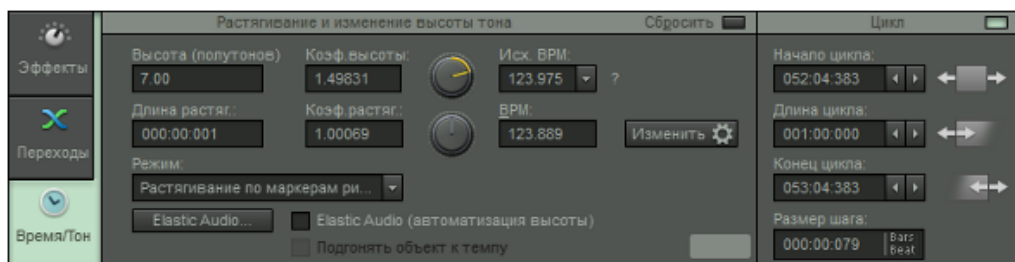 Эффекты
Переходы
Время/Тон
Растягивание и изменение высоты тона Сбросить
Высота (полутонов) Коэф.высоты: Исх. BPM:
7.00 1.49831 123.975 ?
Длина растяг.: Коэф.растяг.: BPM:
000:00:001 1.00069 123.889 Изменить
Режим:
Растягивание по маркерам ри...
Elastic Audio... Elastic Audio (автоматизация высоты)
Подгонять объект к темпу
Цикл
Начало цикла:
052:04:383
Длина цикла:
001:00:000
Конец цикла:
053:04:383
Размер шага:
000:00:079 Bars
Beat